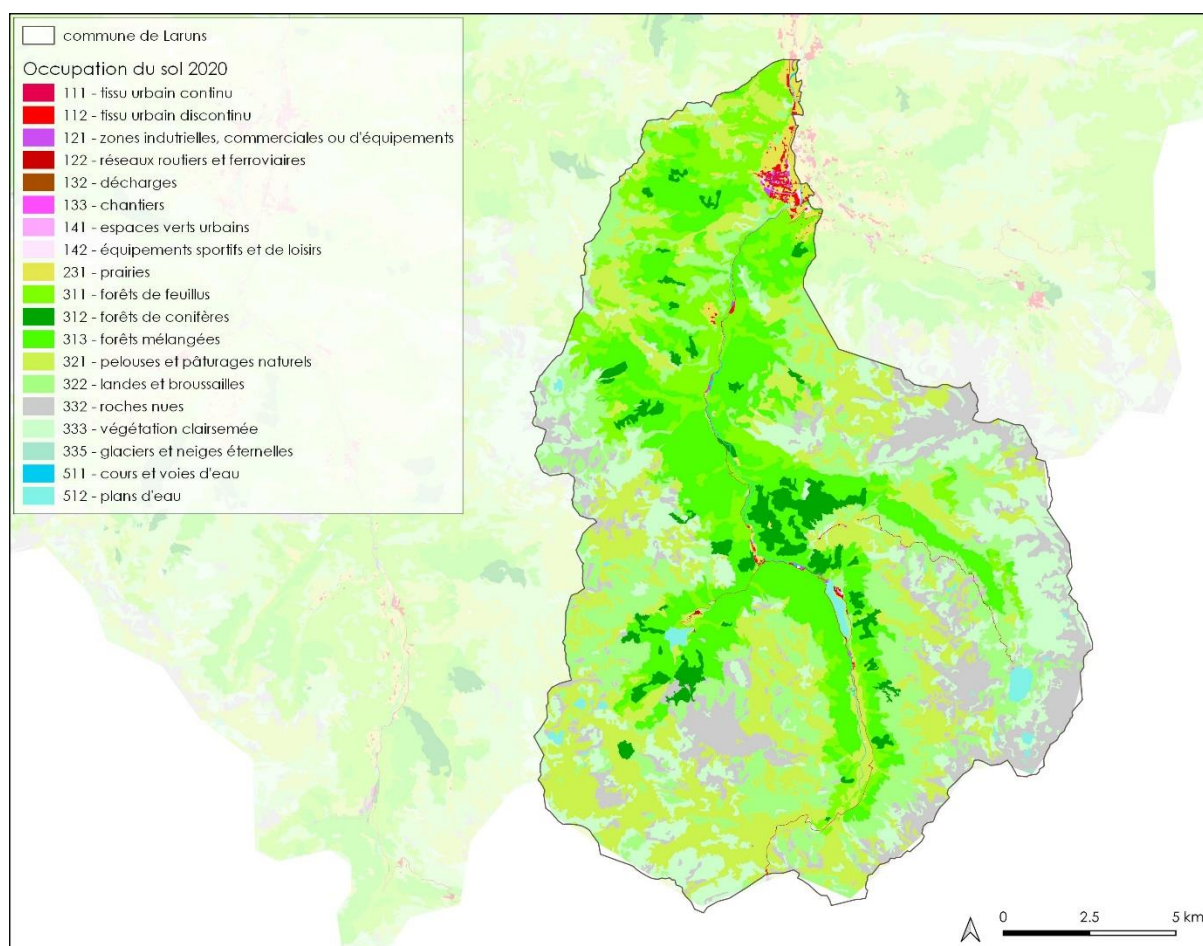 commune de Laruns
Occupation du sol 2020
111 - tissu urbain continu
112 - tissu urbain discontinu
121 - zones indutrielles, commerciales ou d'équipements
122 - réseaux routiers et ferroviaires
132 - décharges
133 - chantiers
141 - espaces verts urbains
142 - équipements sportifs et de loisirs
231 - prairies
311 - forêts de feuillus
312 - forêts de conifères
313 - forêts mélangées
321 - pelouses et pâturages naturels
322 - landes et broussailles
332 - roches nues
333 - végétation clairsemée
335 - glaciers et neiges éternelles
511 - cours et voies d'eau
512 - plans d'eau
0 2.5 5 km